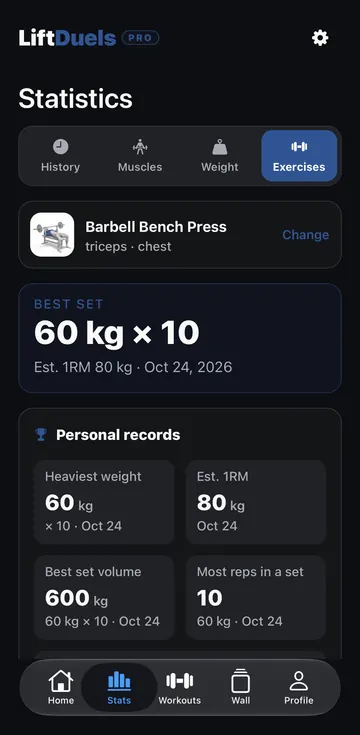 LiftDuels PRO
Statistics
History Muscles Weight Exercises
Barbell Bench Press
triceps · chest
Change
BEST SET
60 kg × 10
Est. 1RM 80 kg · Oct 24, 2026
Personal records
Heaviest weight
60 kg
× 10 · Oct 24
Est. 1RM
80 kg
Oct 24
Best set volume
600 kg
60 kg × 10 · Oct 24
Most reps in a set
10
60 kg · Oct 24
Home Stats Workouts Wall Profile